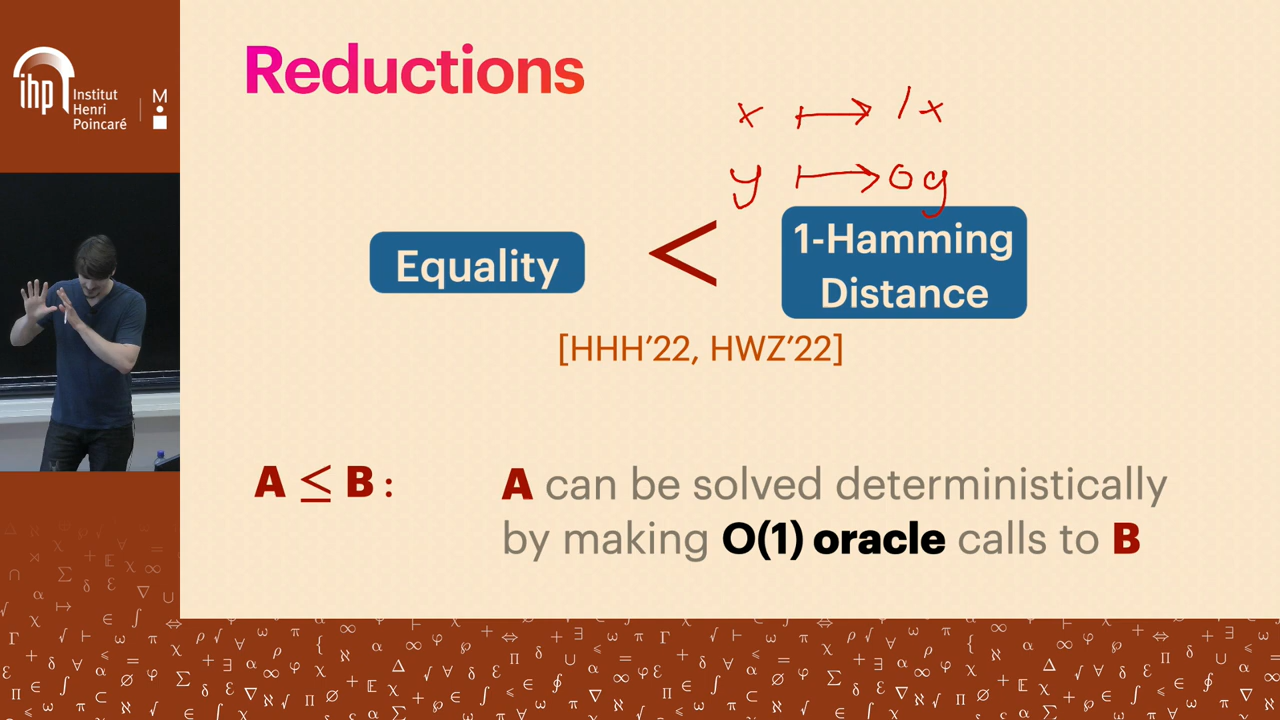 ihp
Institut
Henri
Poincaré
M
Reductions
x ↦ 1x
y ↦ 0y
Equality
<
1-Hamming
Distance
[HHH'22, HWZ'22]
A ≤ B :
A can be solved deterministically
by making O(1) oracle calls to B